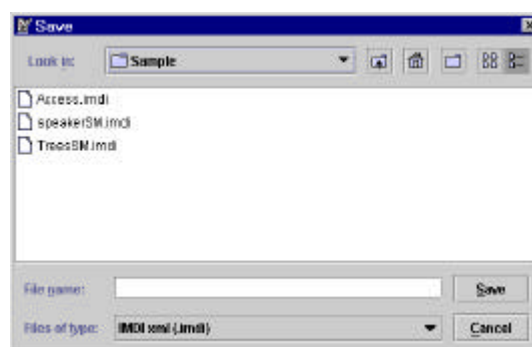 Save
Look in: Sample
Access.imdi
speakerSM.imdi
TreesSM.imdi
File name: Save
Files of type: IMDI xml (.imdi) Cancel